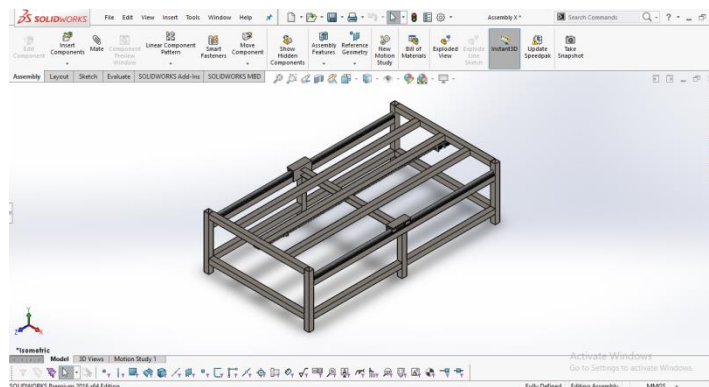 SOLIDWORKS File Edit View Insert Tools Window Help Assembly X * Search Commands
Edit Component Insert Components Mate Component Preview Window Linear Component Pattern Smart Fasteners Move Component Show Hidden Components Assembly Features Reference Geometry New Motion Study Bill of Materials Exploded View Explode Line Sketch Instant3D Update Speedpak Take Snapshot
Assembly Layout Sketch Evaluate SOLIDWORKS Add-Ins SOLIDWORKS MBD
Y
Z X
*Isometric
Activate Windows
Model 3D Views Motion Study 1
Go to Settings to activate Windows.
SOLIDWORKS Premium 2016 x64 Edition Fully Defined Editing Assembly MMGS